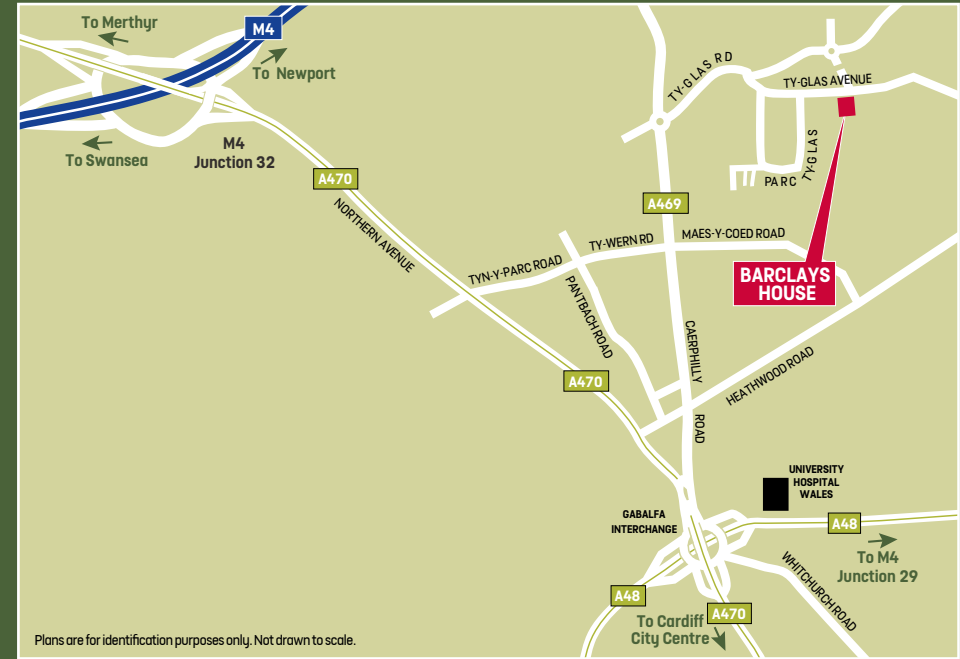 To Merthyr
M4
To Newport
To Swansea
M4
Junction 32
A470
NORTHERN AVENUE
TY-GLAS RD
TY-GLAS AVENUE
TY-GLAS
PARC
A469
TYN-Y-PARC ROAD
TY-WERN RD
MAES-Y-COED ROAD
BARCLAYS
HOUSE
PANTBACH ROAD
CAERPHILLY
ROAD
HEATHWOOD ROAD
A470
UNIVERSITY
HOSPITAL
WALES
GABALFA
INTERCHANGE
A48
To M4
Junction 29
WHITCHURCH ROAD
A48
A470
To Cardiff
City Centre
Plans are for identification purposes only. Not drawn to scale.